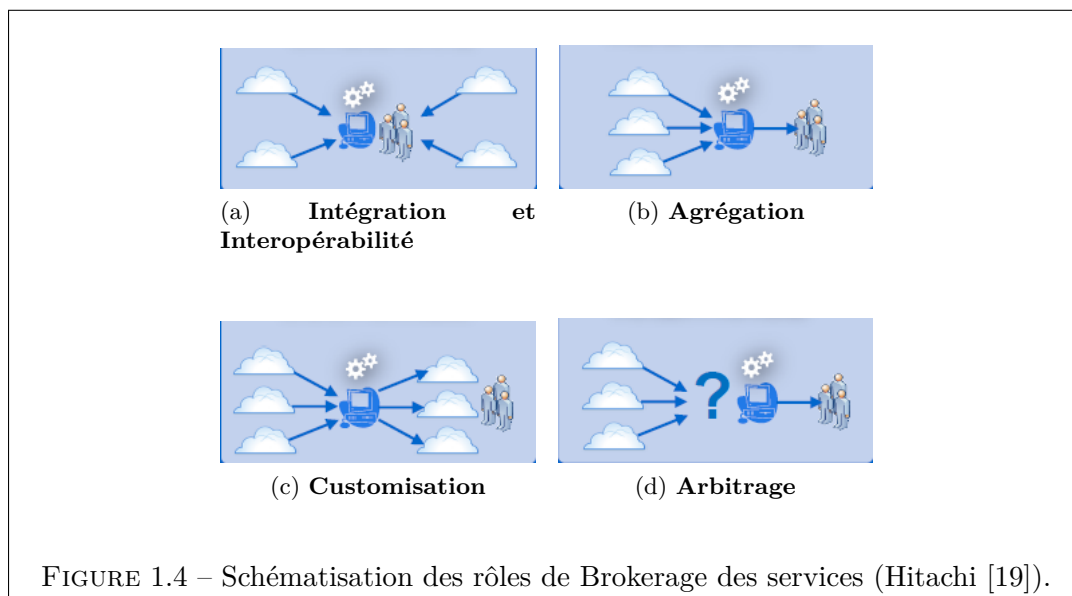 (a) Intégration et
Interopérabilité
(b) Agrégation
?
(c) Customisation
(d) Arbitrage
FIGURE 1.4 – Schématisation des rôles de Brokerage des services (Hitachi [19]).